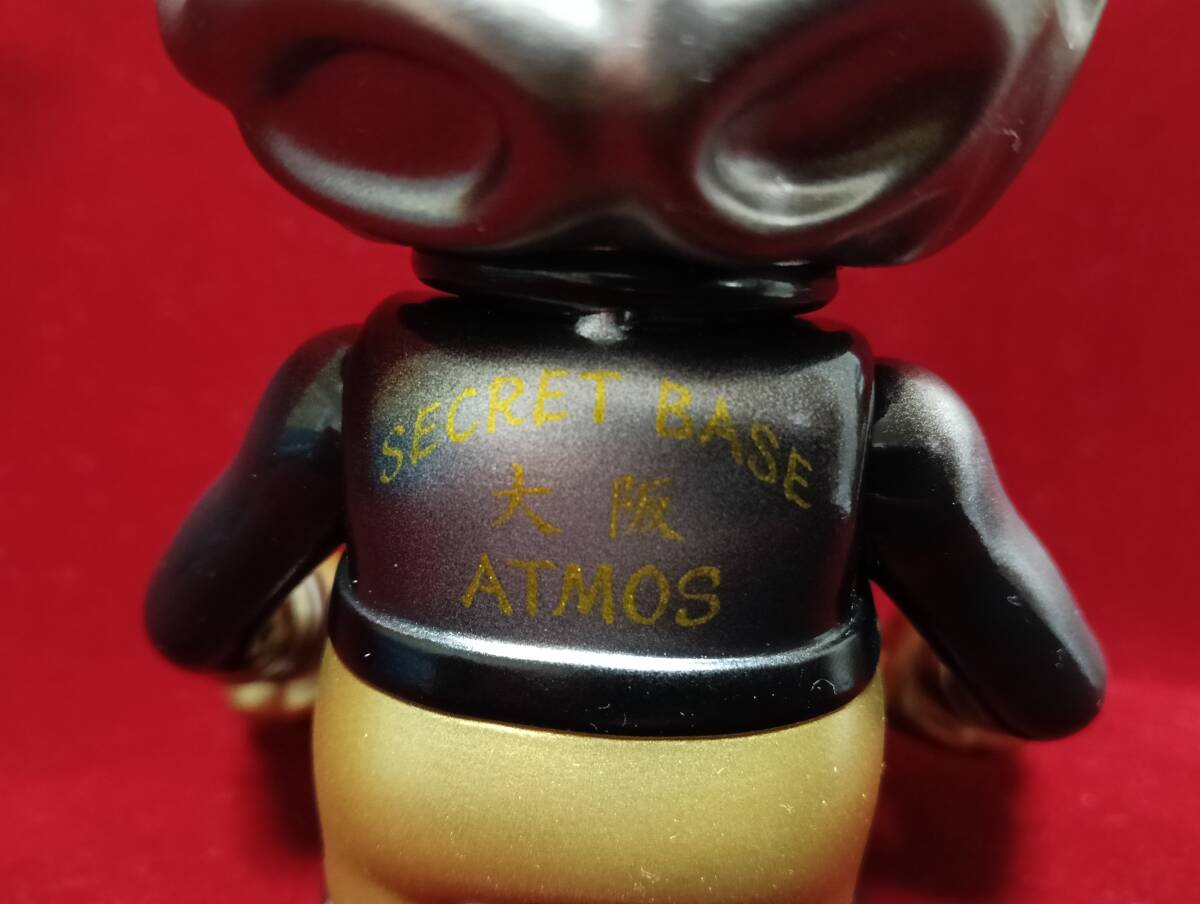 SECRET BASE
大阪
ATMOS